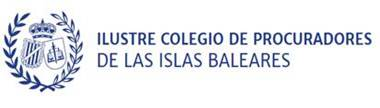 ILUSTRE COLEGIO DE PROCURADORES
DE LAS ISLAS BALEARES